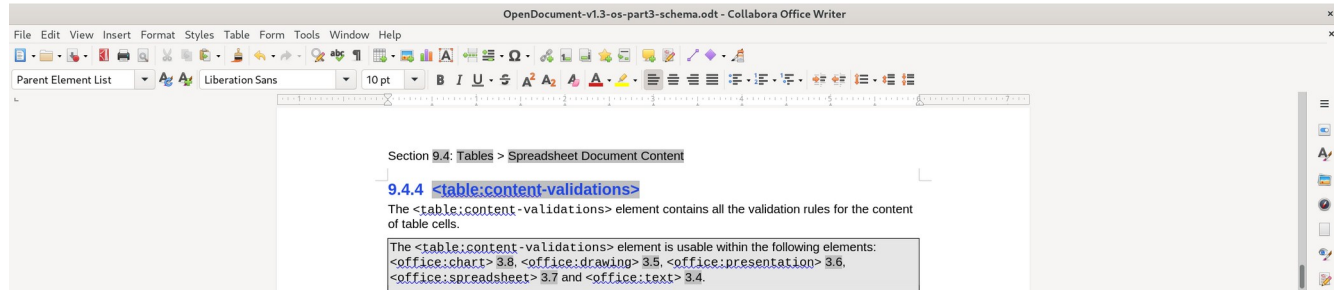 OpenDocument-v1.3-os-part3-schema.odt - Collabora Office Writer
File Edit View Insert Format Styles Table Form Tools Window Help
Parent Element List Liberation Sans 10 pt
Section 9.4: Tables > Spreadsheet Document Content
9.4.4 <table:content-validations>
The <table:content-validations> element contains all the validation rules for the content
of table cells.
The <table:content-validations> element is usable within the following elements:
<office:chart> 3.8, <office:drawing> 3.5, <office:presentation> 3.6,
<office:spreadsheet> 3.7 and <office:text> 3.4.